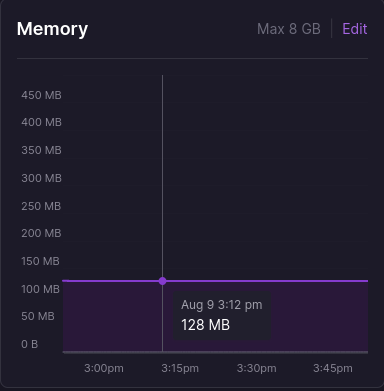 Memory
Max 8 GB
Edit
450 MB
400 MB
350 MB
300 MB
250 MB
200 MB
150 MB
100 MB
50 MB
0 B
Aug 9 3:12 pm
128 MB
3:00pm 3:15pm 3:30pm 3:45pm